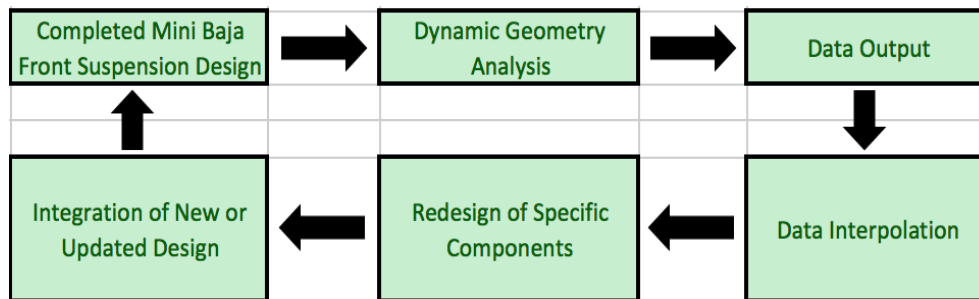 Completed Mini Baja
Front Suspension Design
Dynamic Geometry
Analysis
Data Output
Integration of New or
Updated Design
Redesign of Specific
Components
Data Interpolation